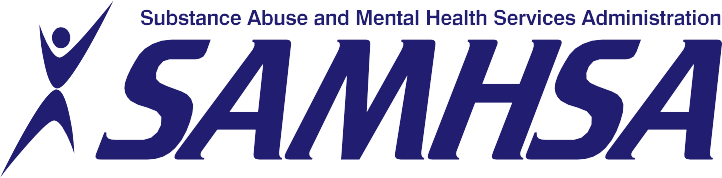 Substance Abuse and Mental Health Services Administration
SAMHSA